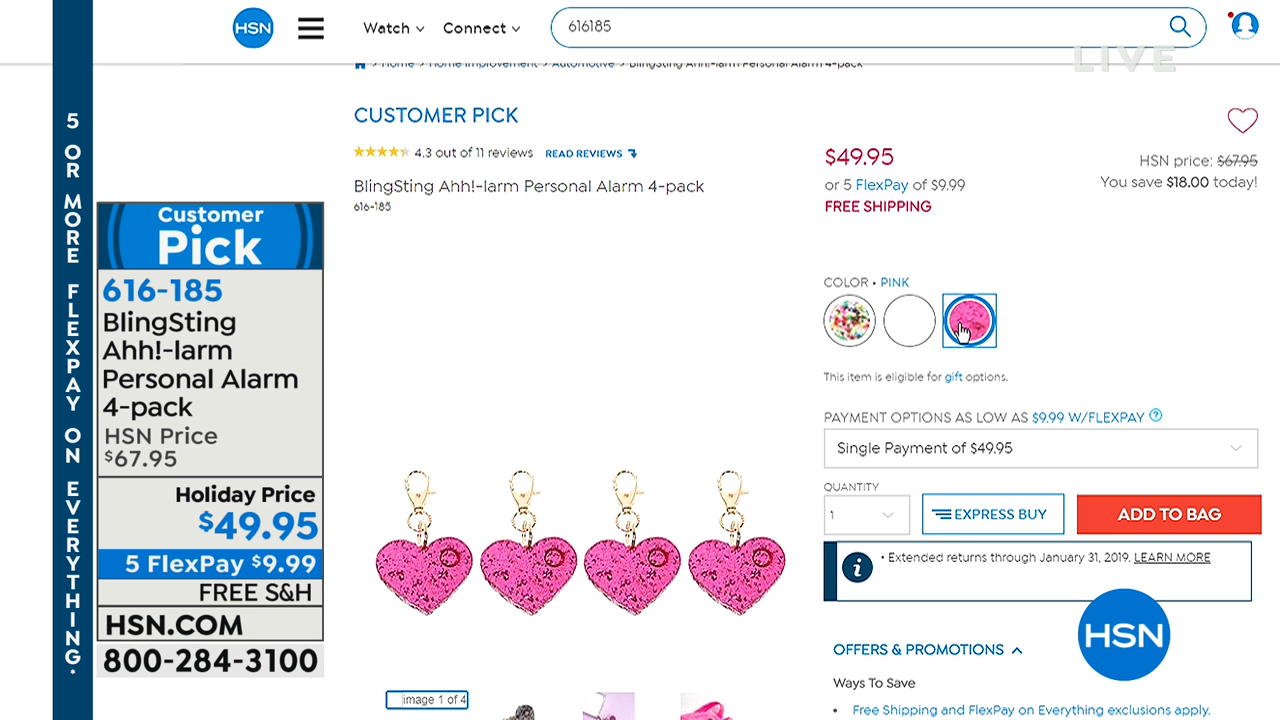 HSN
Watch
Connect
616185
LIVE
> Home > Home Improvement > Automotive > BlingSting Ahh!-larm Personal Alarm 4-pack
5 OR MORE FLEXPAY ON EVERYTHING.
Customer
Pick
616-185
BlingSting
Ahh!-larm
Personal Alarm
4-pack
HSN Price
$67.95
Holiday Price
$49.95
5 FlexPay $9.99
FREE S&H
HSN.COM
800-284-3100
CUSTOMER PICK
4.3 out of 11 reviews READ REVIEWS
BlingSting Ahh!-larm Personal Alarm 4-pack
616-185
image 1 of 4
$49.95
HSN price: $67.95
or 5 FlexPay of $9.99
You save $18.00 today!
FREE SHIPPING
COLOR • PINK
This item is eligible for gift options.
PAYMENT OPTIONS AS LOW AS $9.99 W/FLEXPAY ?
Single Payment of $49.95
QUANTITY
1
EXPRESS BUY
ADD TO BAG
i
• Extended returns through January 31, 2019. LEARN MORE
HSN
OFFERS & PROMOTIONS
Ways To Save
• Free Shipping and FlexPay on Everything exclusions apply.